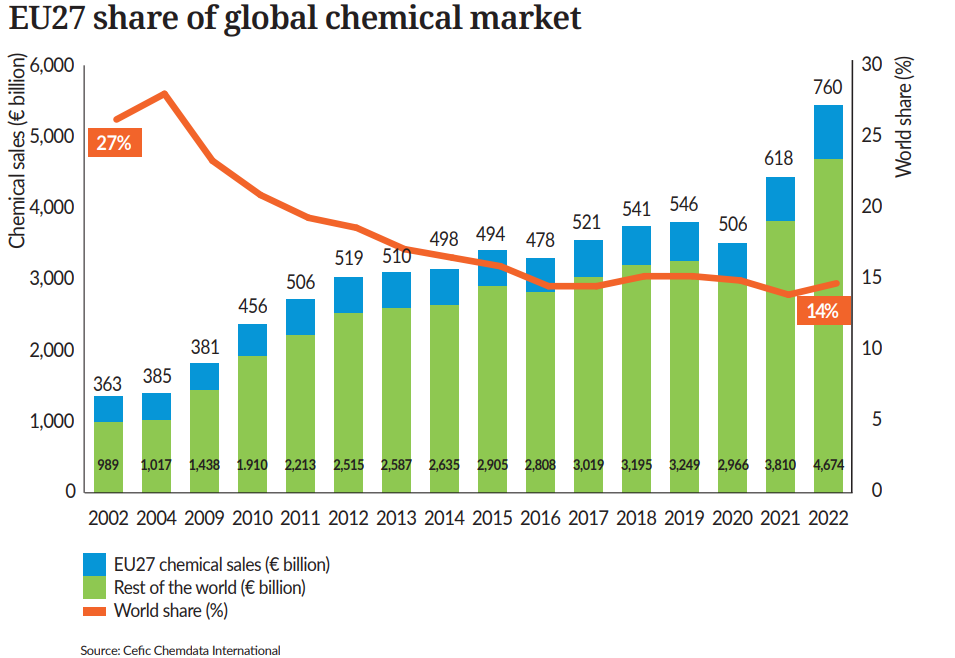 EU27 share of global chemical market
Chemical sales (€ billion)
World share (%)
6,000
5,000
4,000
3,000
2,000
1,000
0
30
25
20
15
10
5
0
27%
14%
363 385 381 456 506 519 510 498 494 478 521 541 546 506 618 760
989 1,017 1,438 1.910 2,213 2,515 2,587 2,635 2,905 2,808 3,019 3,195 3,249 2,966 3,810 4,674
2002 2004 2009 2010 2011 2012 2013 2014 2015 2016 2017 2018 2019 2020 2021 2022
EU27 chemical sales (€ billion)
Rest of the world (€ billion)
World share (%)
Source: Cefic Chemdata International